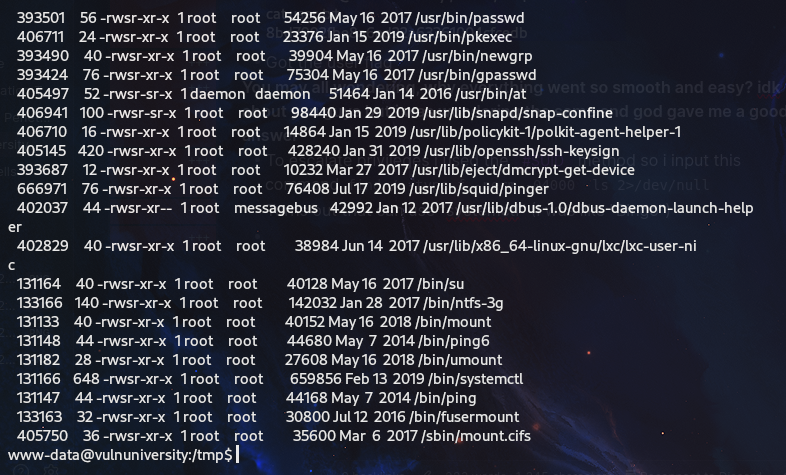 393501 56 -rwsr-xr-x 1 root root 54256 May 16 2017 /usr/bin/passwd
406711 24 -rwsr-xr-x 1 root root 23376 Jan 15 2019 /usr/bin/pkexec
393490 40 -rwsr-xr-x 1 root root 39904 May 16 2017 /usr/bin/newgrp
393424 76 -rwsr-xr-x 1 root root 75304 May 16 2017 /usr/bin/gpasswd
405497 52 -rwsr-sr-x 1 daemon daemon 51464 Jan 14 2016 /usr/bin/at
406941 100 -rwsr-sr-x 1 root root 98440 Jan 29 2019 /usr/lib/snapd/snap-confine
406710 16 -rwsr-xr-x 1 root root 14864 Jan 15 2019 /usr/lib/policykit-1/polkit-agent-helper-1
405145 420 -rwsr-xr-x 1 root root 428240 Jan 31 2019 /usr/lib/openssh/ssh-keysign
393687 12 -rwsr-xr-x 1 root root 10232 Mar 27 2017 /usr/lib/eject/dmcrypt-get-device
666971 76 -rwsr-xr-x 1 root root 76408 Jul 17 2019 /usr/lib/squid/pinger
402037 44 -rwsr-xr-- 1 root messagebus 42992 Jan 12 2017 /usr/lib/dbus-1.0/dbus-daemon-launch-help
er
402829 40 -rwsr-xr-x 1 root root 38984 Jun 14 2017 /usr/lib/x86_64-linux-gnu/lxc/lxc-user-ni
c
131164 40 -rwsr-xr-x 1 root root 40128 May 16 2017 /bin/su
133166 140 -rwsr-xr-x 1 root root 142032 Jan 28 2017 /bin/ntfs-3g
131133 40 -rwsr-xr-x 1 root root 40152 May 16 2018 /bin/mount
131148 44 -rwsr-xr-x 1 root root 44680 May 7 2014 /bin/ping6
131182 28 -rwsr-xr-x 1 root root 27608 May 16 2018 /bin/umount
131166 648 -rwsr-xr-x 1 root root 659856 Feb 13 2019 /bin/systemctl
131147 44 -rwsr-xr-x 1 root root 44168 May 7 2014 /bin/ping
133163 32 -rwsr-xr-x 1 root root 30800 Jul 12 2016 /bin/fusermount
405750 36 -rwsr-xr-x 1 root root 35600 Mar 6 2017 /sbin/mount.cifs
www-data@vulnuniversity:/tmp$